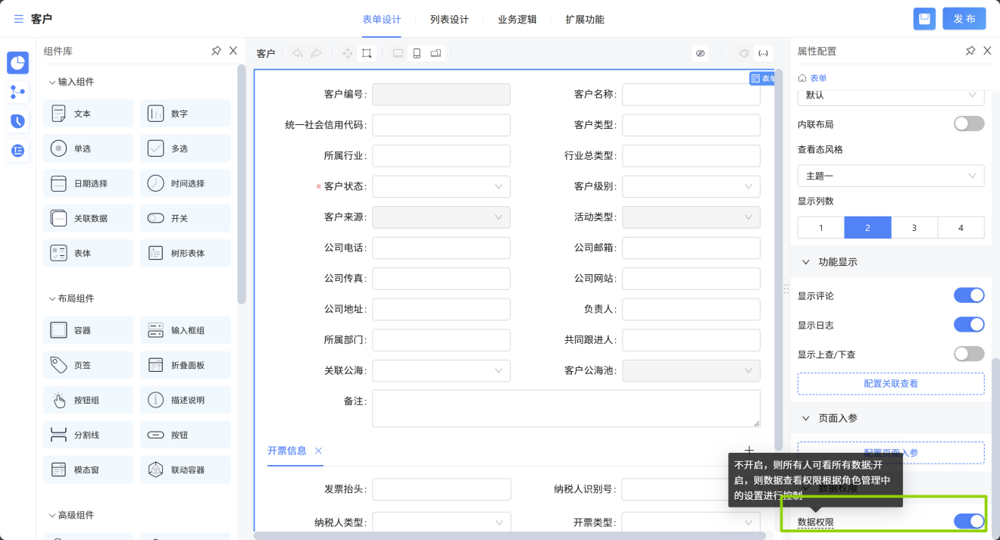 客户
表单设计
列表设计
业务逻辑
扩展功能
发布
组件库
输入组件
文本
数字
单选
多选
日期选择
时间选择
关联数据
开关
表体
树形表体
布局组件
容器
输入框组
页签
折叠面板
按钮组
描述说明
分割线
按钮
模态窗
联动容器
高级组件
客户
表单
客户编号:
客户名称:
统一社会信用代码:
客户类型:
所属行业:
行业总类型:
* 客户状态:
客户级别:
客户来源:
活动类型:
公司电话:
公司邮箱:
公司传真:
公司网站:
公司地址:
负责人:
所属部门:
共同跟进人:
关联公海:
客户公海池:
备注:
开票信息
发票抬头:
纳税人识别号:
纳税人类型:
开票类型:
属性配置
表单
默认
内联布局
查看态风格
主题一
显示列数
1 2 3 4
功能显示
显示评论
显示日志
显示上查/下查
配置关联查看
页面入参
配置页面入参
不开启，则所有人可看所有数据;开
启，则数据查看权限根据角色管理中
的设置进行控制
数据权限
数据权限